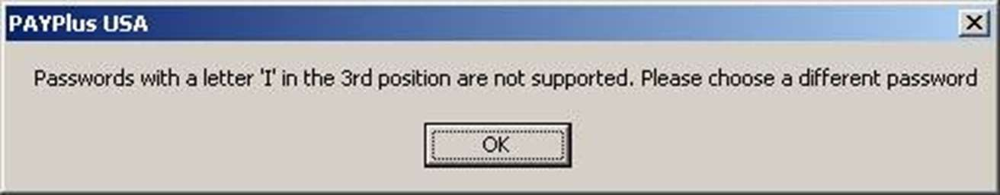 PAYPlus USA
Passwords with a letter 'I' in the 3rd position are not supported. Please choose a different password
OK